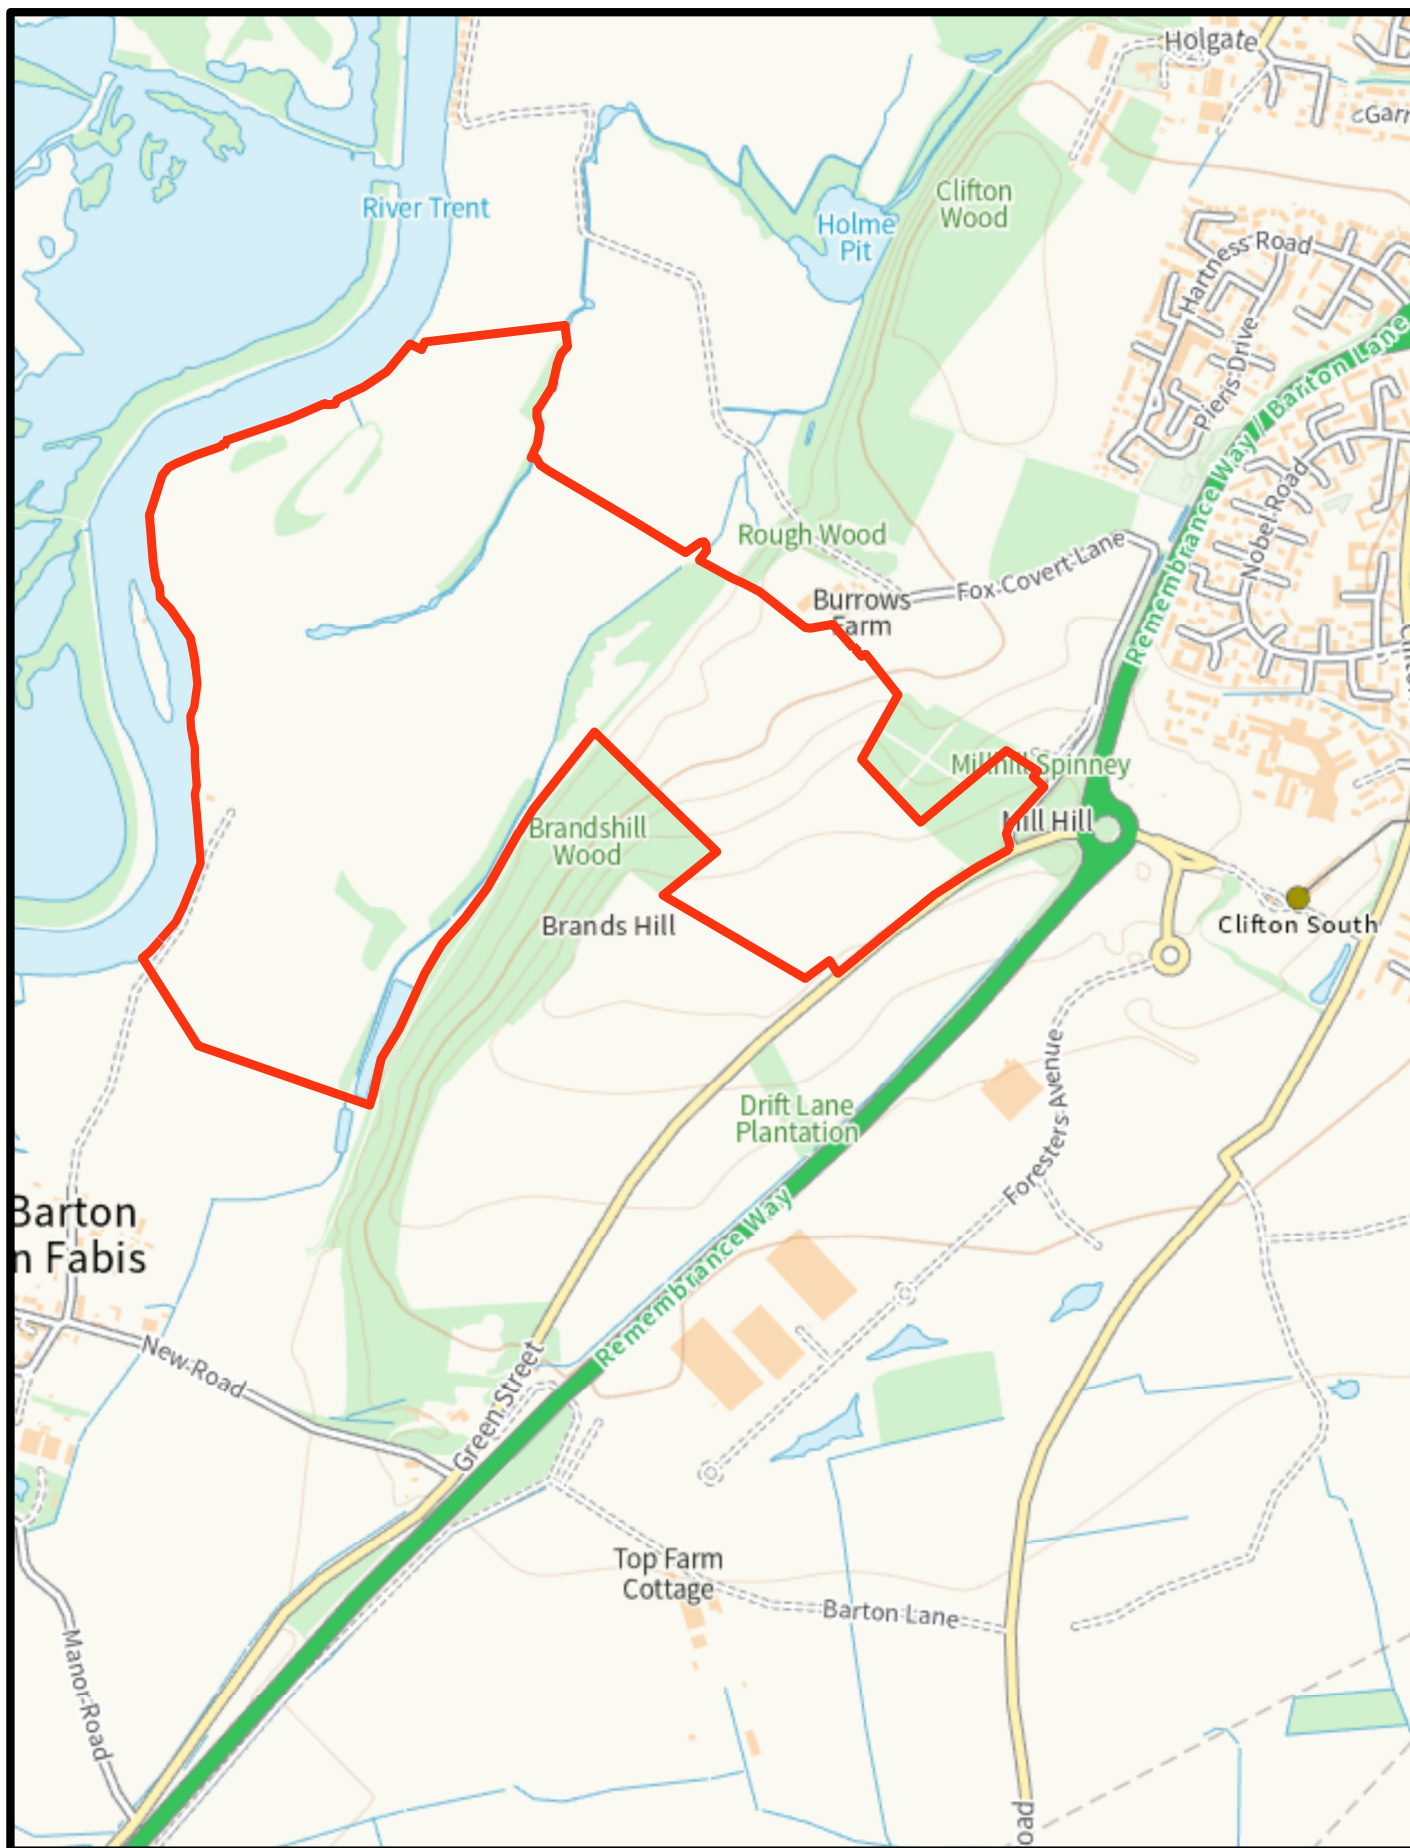 Holgate
River Trent
Clifton
Wood
Holme
Pit
Hartness Road
Pieris Drive
Remembrance Way // Barton Lane
Nobel Road
Rough Wood
Fox Covert Lane
Burrows
Farm
Millhill Spinney
Mill Hill
Brandshill
Wood
Brands Hill
Clifton South
Drift Lane
Plantation
Foresters Avenue
Barton
n Fabis
Remembrance Way
New Road
Green Street
Top Farm
Cottage
Barton Lane
Manor Road
oad